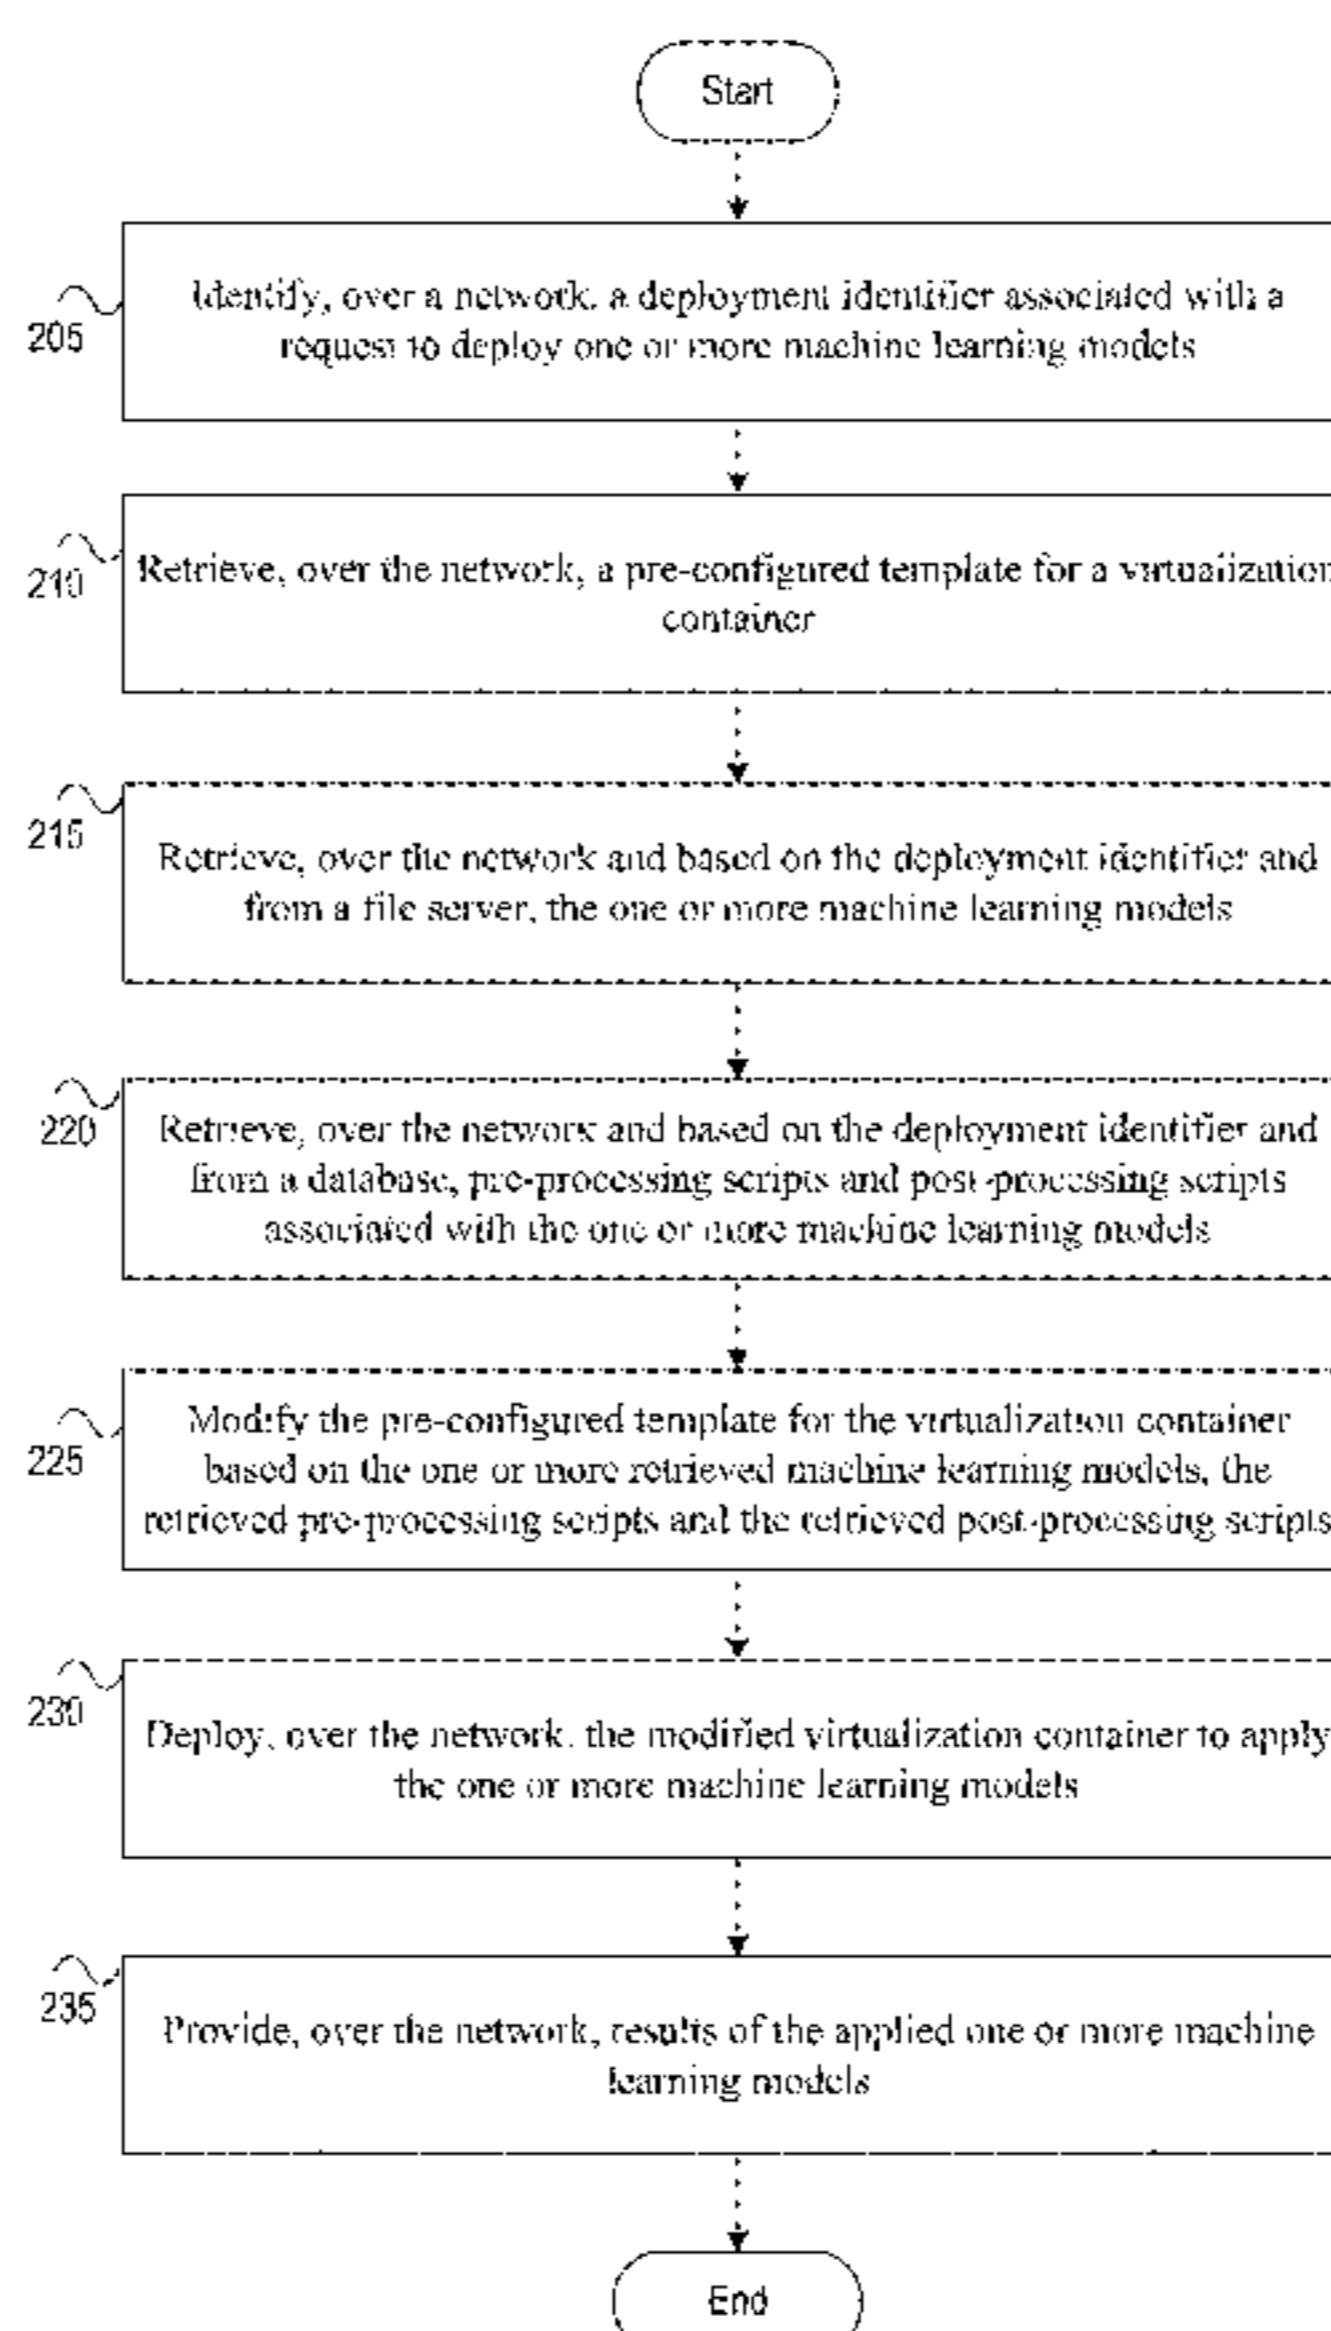 Start
205
Identify, over a network, a deployment identifier associated with a
request to deploy one or more machine learning models
210
Retrieve, over the network, a pre-configured template for a virtualization
container
215
Retrieve, over the network and based on the deployment identifier and
from a file server, the one or more machine learning models
220
Retrieve, over the network and based on the deployment identifier and
from a database, pre-processing scripts and post-processing scripts
associated with the one or more machine learning models
225
Modify the pre-configured template for the virtualization container
based on the one or more retrieved machine learning models, the
retrieved pre-processing scripts and the retrieved post-processing scripts
230
Deploy, over the network, the modified virtualization container to apply
the one or more machine learning models
235
Provide, over the network, results of the applied one or more machine
learning models
End